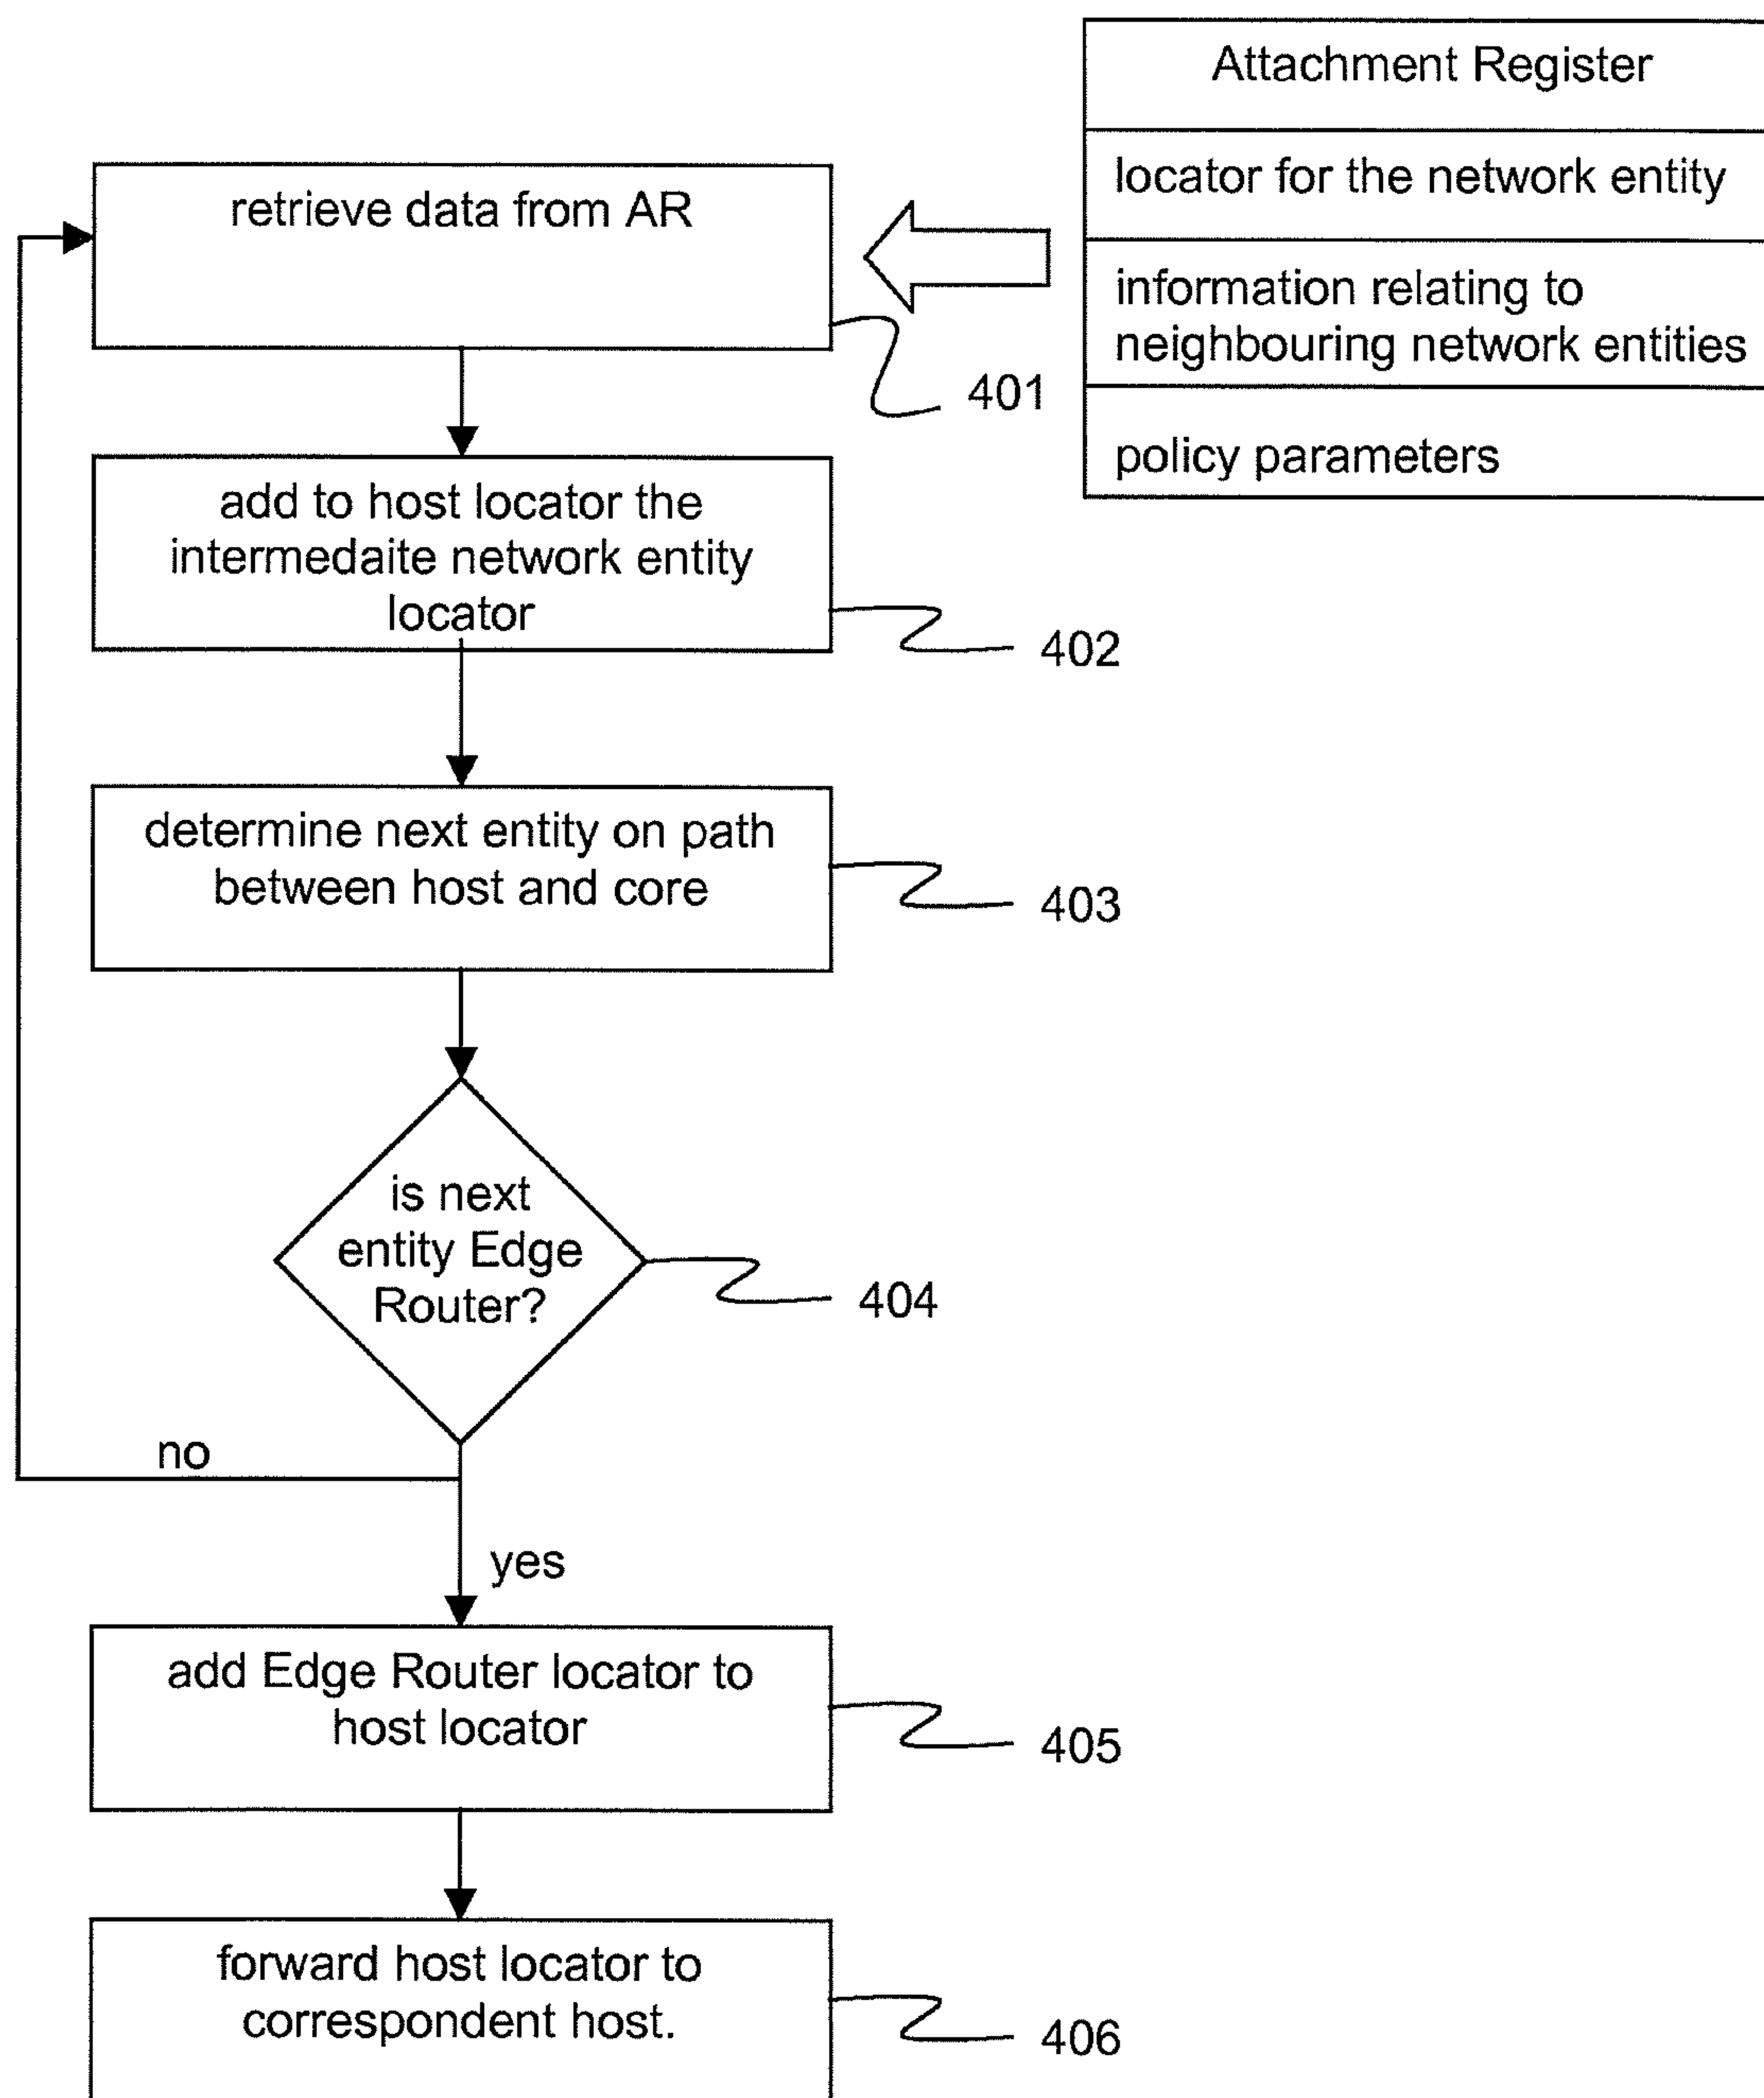 Attachment Register
locator for the network entity
information relating to
neighbouring network entities
policy parameters
retrieve data from AR
401
add to host locator the
intermedaite network entity
locator
402
determine next entity on path
between host and core
403
is next
entity Edge
Router?
404
no
yes
add Edge Router locator to
host locator
405
forward host locator to
correspondent host.
406